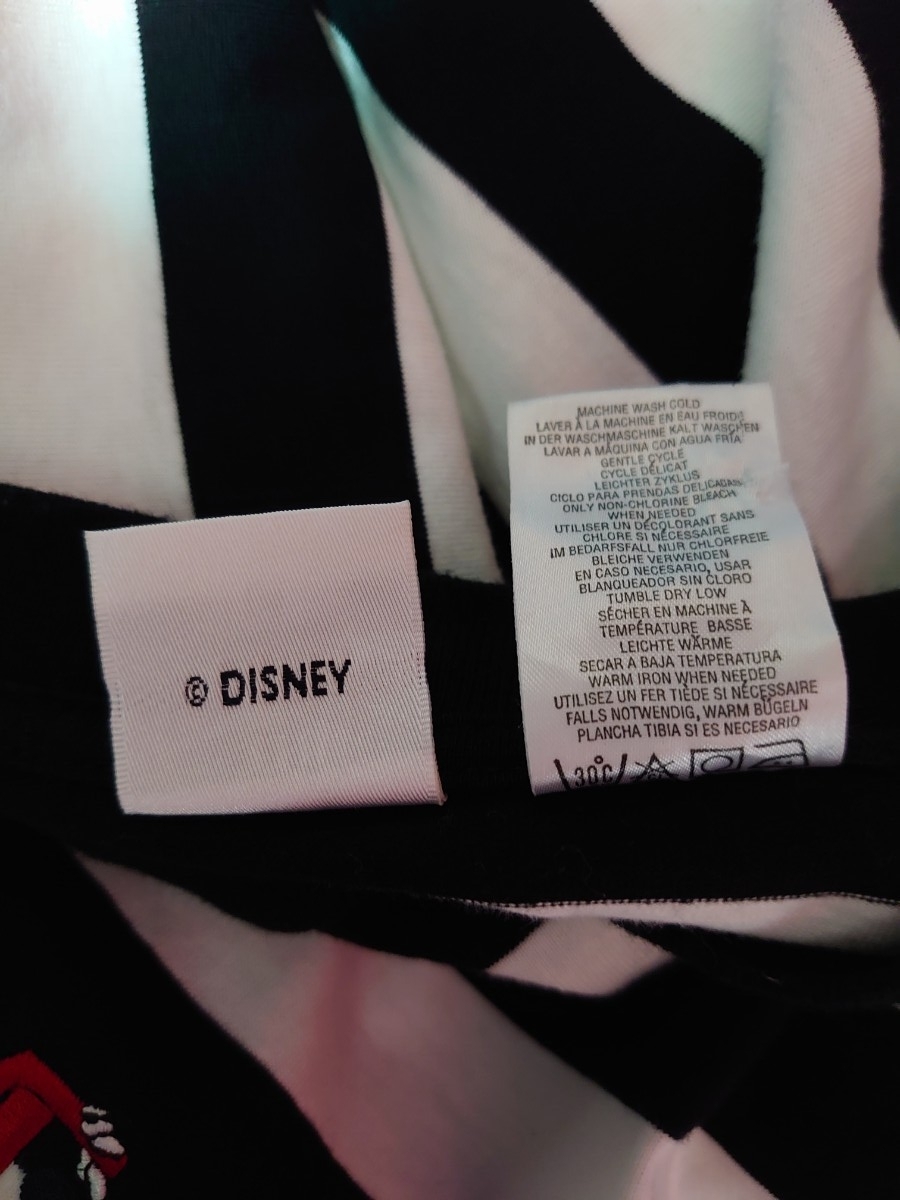 © DISNEY
MACHINE WASH COLD
LAVER À LA MACHINE EN EAU FROIDE
IN DER WASCHMASCHINE KALT WASCHEN
LAVAR A MÁQUINA CON AGUA FRIA
GENTLE CYCLE
CYCLE DÉLICAT
LEICHTER ZYKLUS
CICLO PARA PRENDAS DELICADAS
ONLY NON-CHLORINE BLEACH
WHEN NEEDED
UTILISER UN DÉCOLORANT SANS
CHLORE SI NÉCESSAIRE
IM BEDARFSFALL NUR CHLORFREIE
BLEICHE VERWENDEN
EN CASO NECESARIO, USAR
BLANQUEADOR SIN CLORO
TUMBLE DRY LOW
SÉCHER EN MACHINE À
TEMPÉRATURE BASSE
LEICHTE WÄRME
SECAR A BAJA TEMPERATURA
WARM IRON WHEN NEEDED
UTILISEZ UN FER TIÈDE SI NÉCESSAIRE
FALLS NOTWENDIG, WARM BÜGELN
PLANCHA TIBIA SI ES NECESARIO
30°C